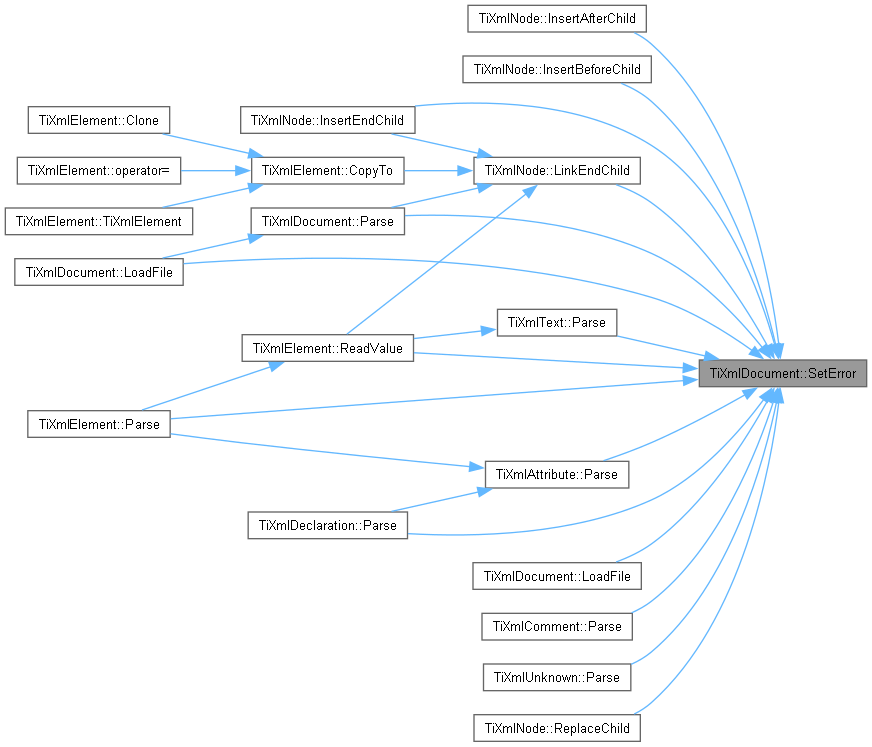 TiXmlNode::InsertAfterChild
TiXmlNode::InsertBeforeChild
TiXmlElement::Clone
TiXmlNode::InsertEndChild
TiXmlElement::operator=
TiXmlElement::CopyTo
TiXmlNode::LinkEndChild
TiXmlElement::TiXmlElement
TiXmlDocument::Parse
TiXmlDocument::LoadFile
TiXmlText::Parse
TiXmlElement::ReadValue
TiXmlDocument::SetError
TiXmlElement::Parse
TiXmlAttribute::Parse
TiXmlDeclaration::Parse
TiXmlDocument::LoadFile
TiXmlComment::Parse
TiXmlUnknown::Parse
TiXmlNode::ReplaceChild